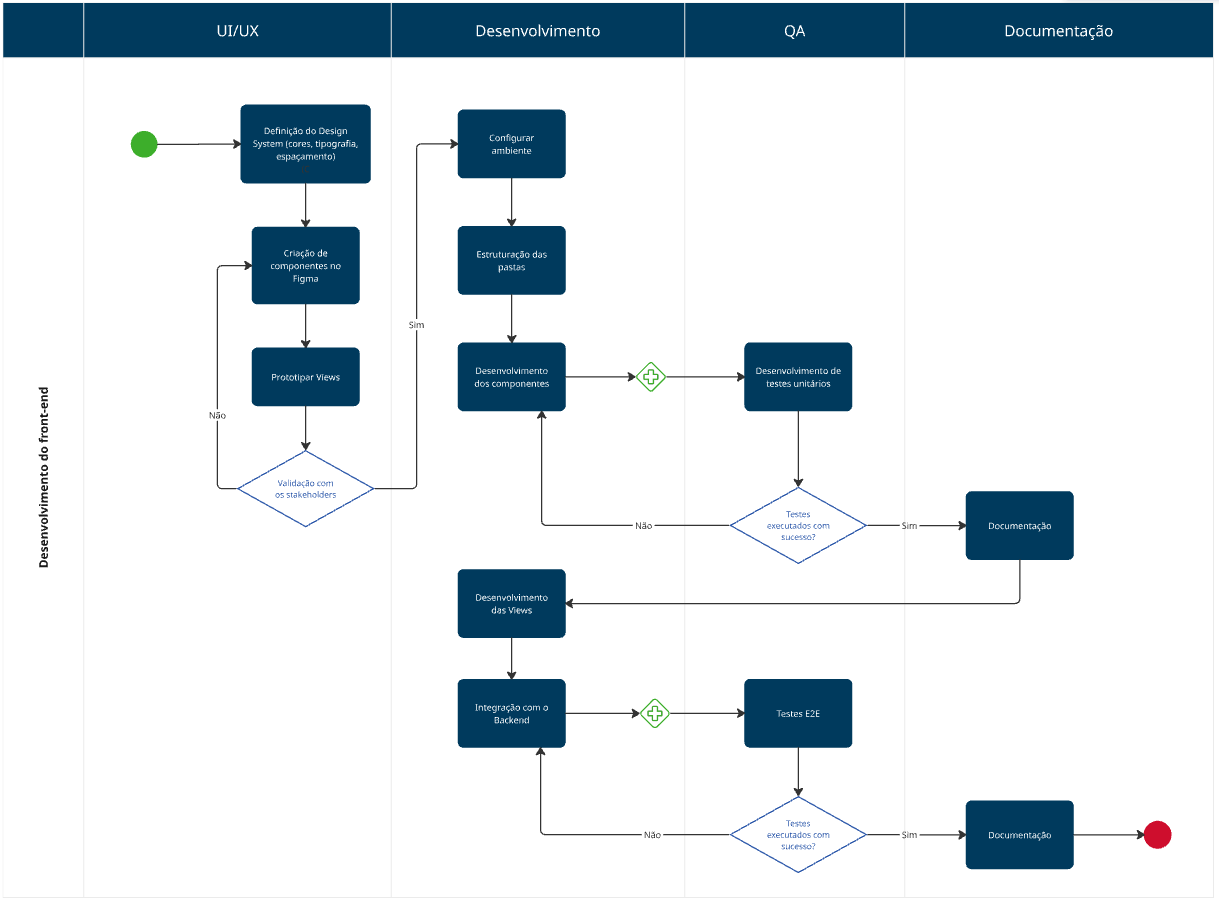 UI/UX
Desenvolvimento
QA
Documentação
Desenvolvimento do front-end
Definição do Design
System (cores, tipografia,
espaçamento)
Criação de
componentes no
Figma
Prototipar Views
Não
Validação com
os stakeholders
Sim
Configurar
ambiente
Estruturação das
pastas
Desenvolvimento
dos componentes
Desenvolvimento de
testes unitários
Testes
executados com
sucesso?
Não
Sim
Documentação
Desenvolvimento
das Views
Integração com o
Backend
Testes E2E
Testes
executados com
sucesso?
Não
Sim
Documentação